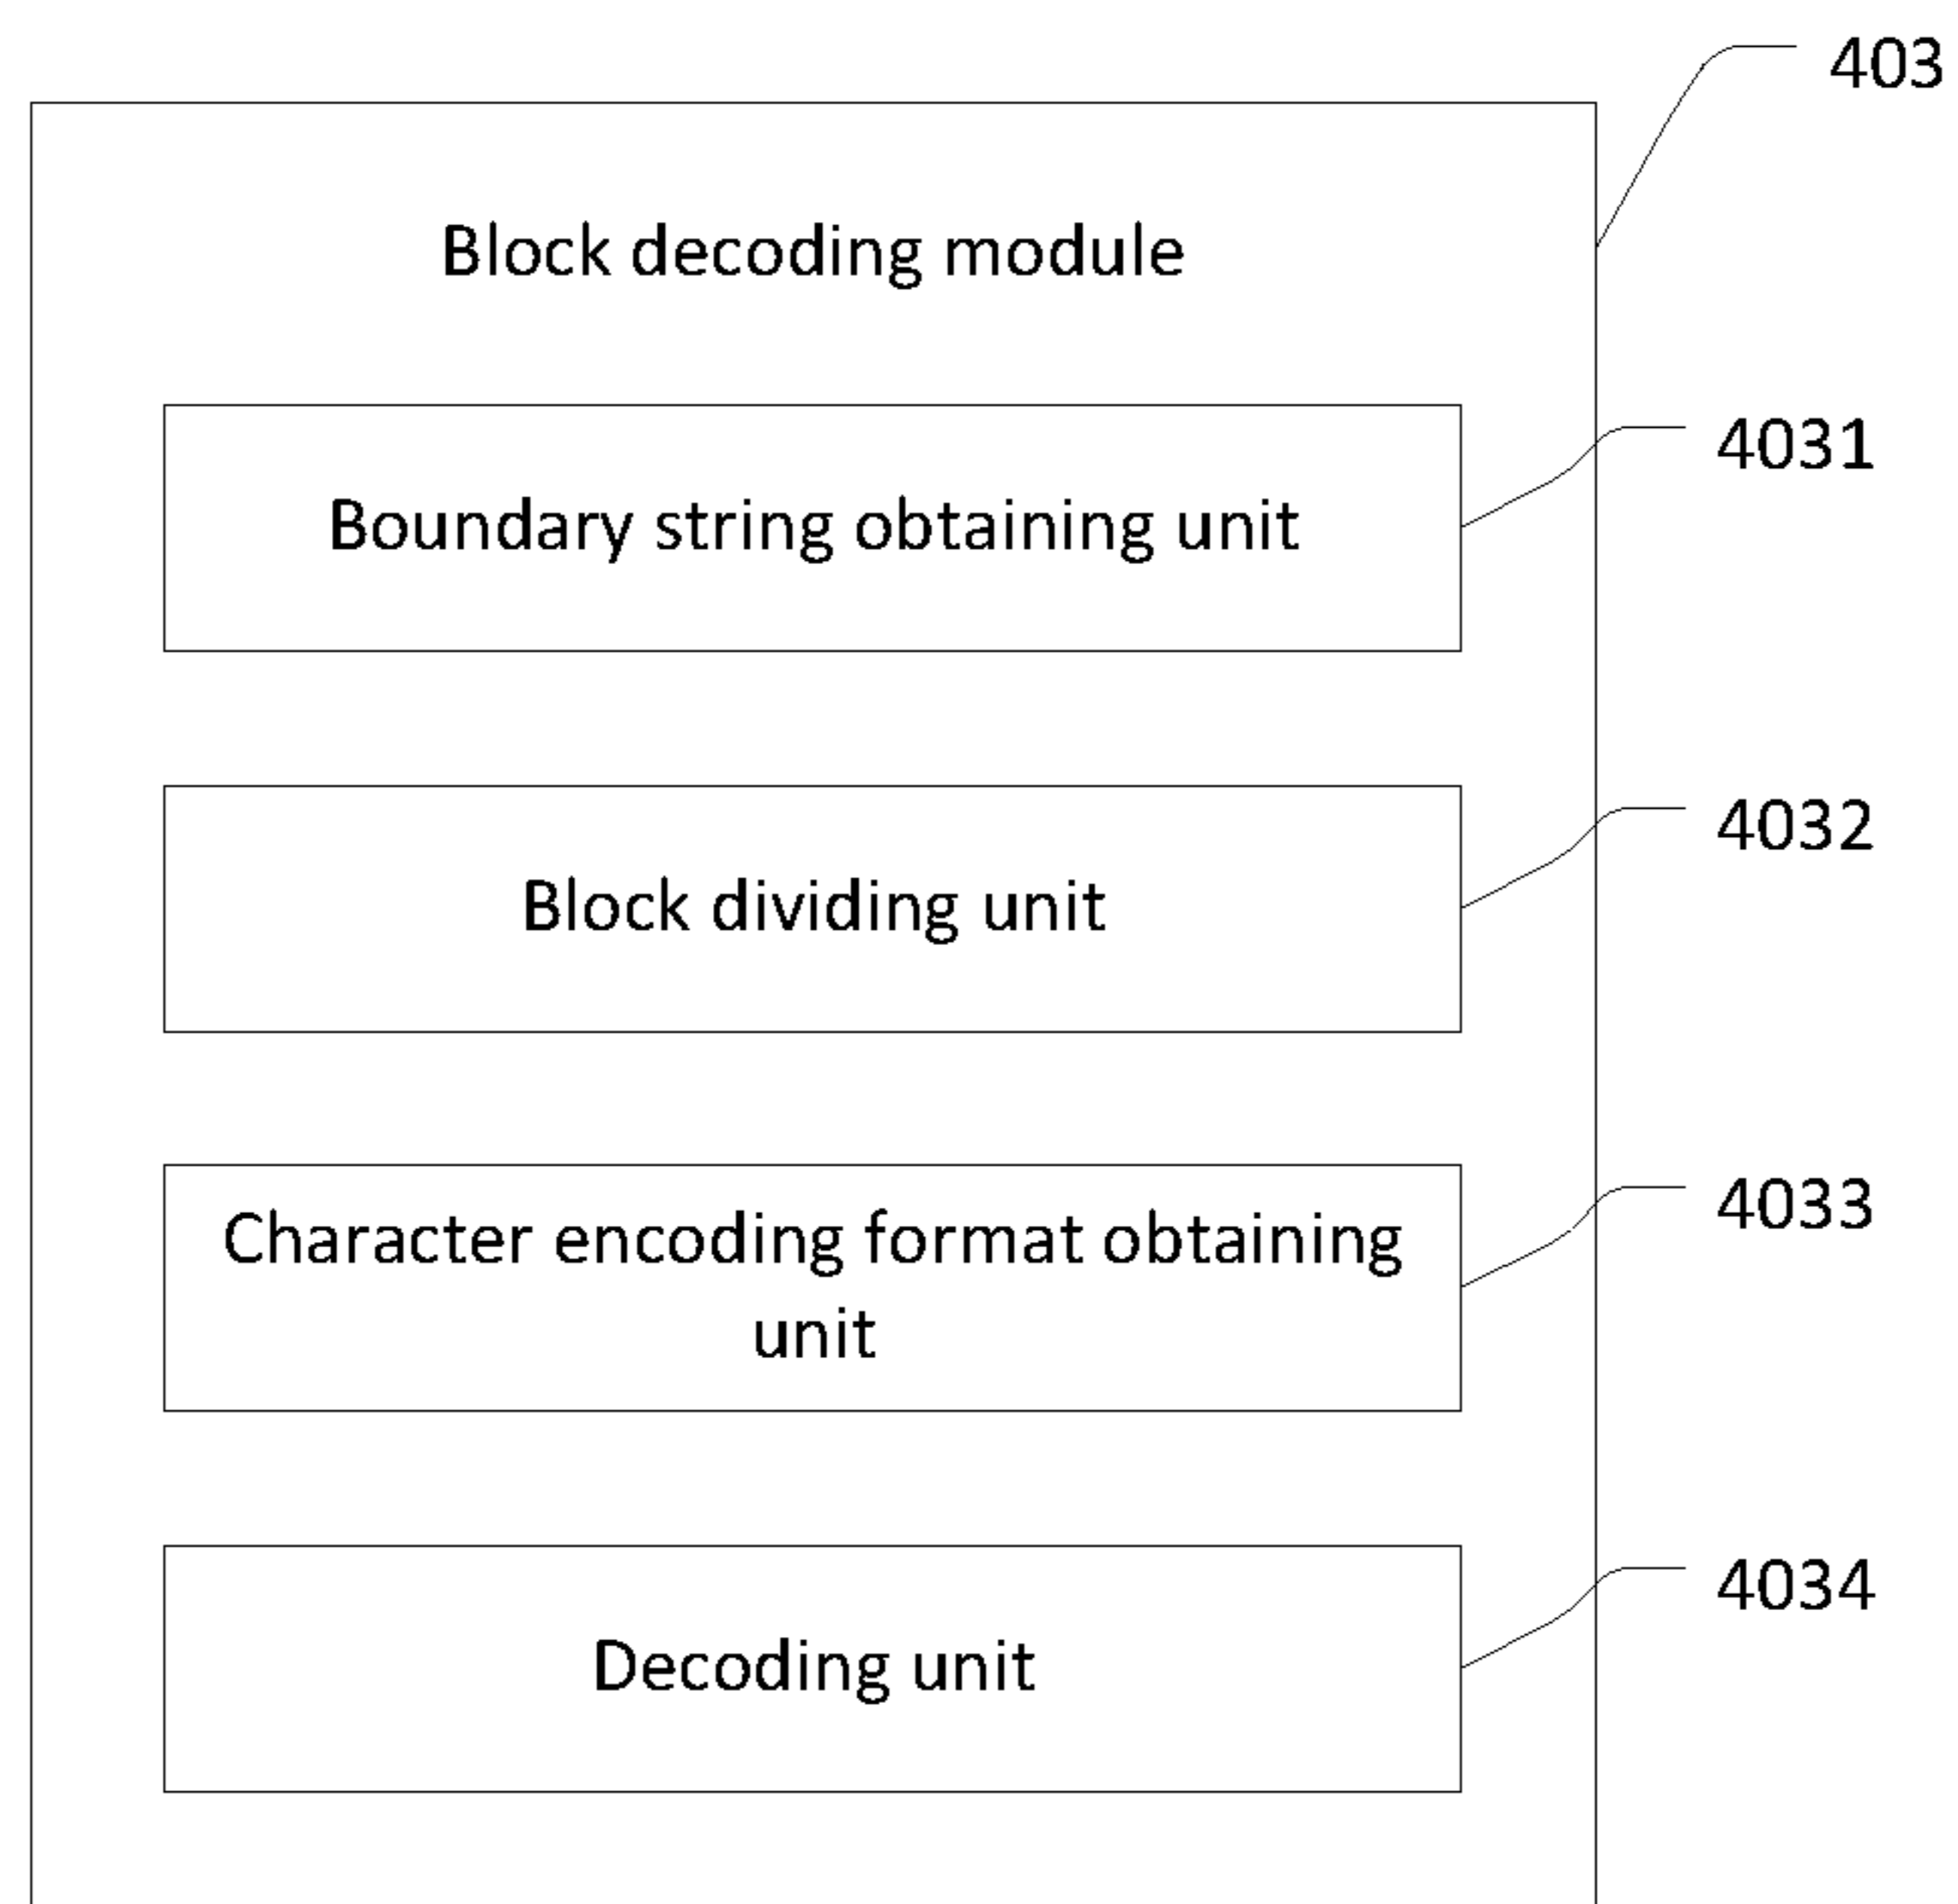 403
Block decoding module
4031
Boundary string obtaining unit
4032
Block dividing unit
4033
Character encoding format obtaining
unit
4034
Decoding unit